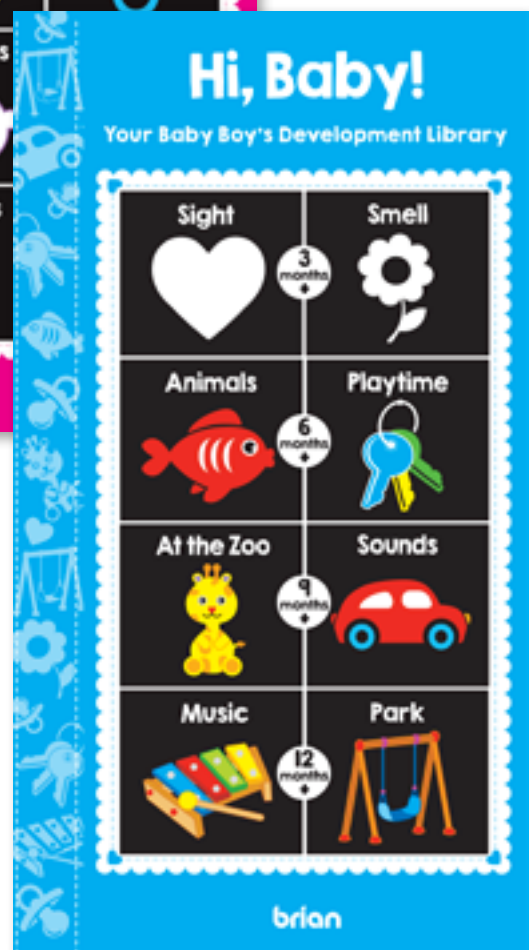 Hi, Baby!
Your Baby Boy's Development Library
Sight
Smell
3
months
+
Animals
Playtime
6
months
+
At the Zoo
Sounds
9
months
+
Music
Park
12
months
+
brian